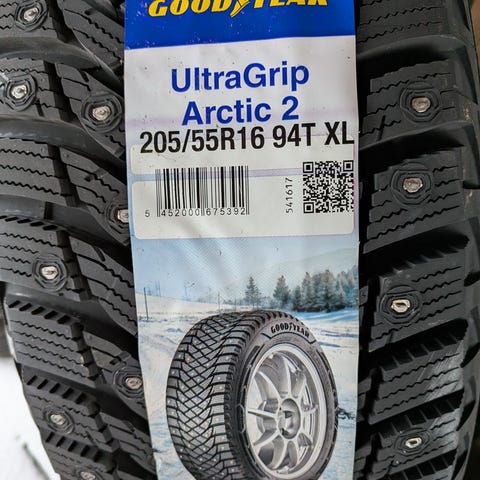 GOODYEAR
UltraGrip
Arctic 2
205/55R16 94T XL
5 452000 675392
541617
GOODYEAR